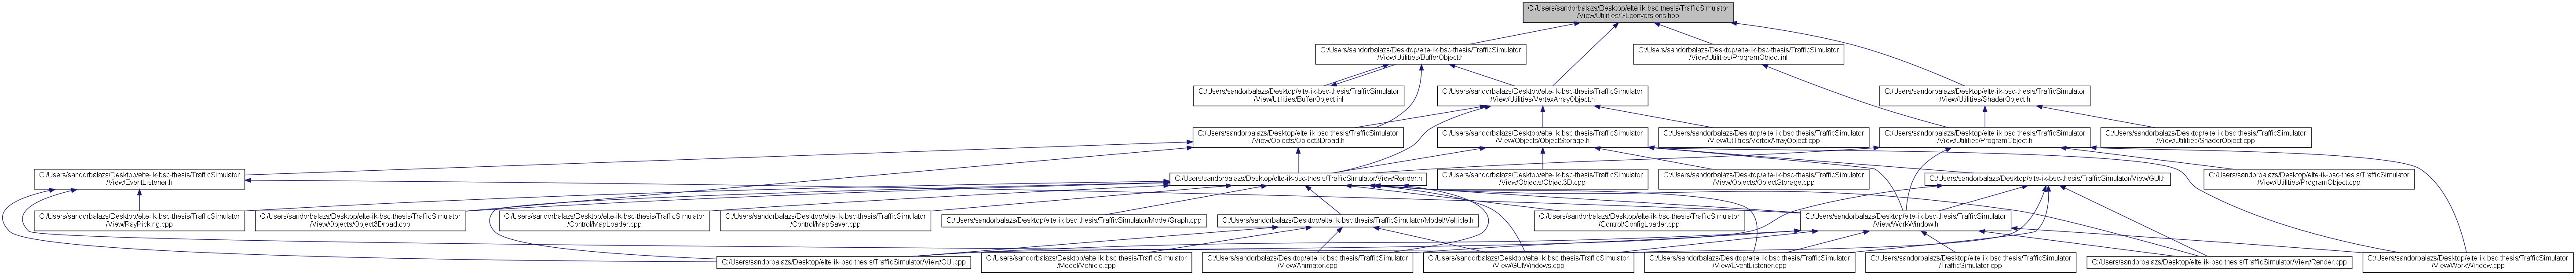 C:/Users/sandorbalazs/Desktop/elte-ik-bsc-thesis/TrafficSimulator
/View/Utilities/GLconversions.hpp
C:/Users/sandorbalazs/Desktop/elte-ik-bsc-thesis/TrafficSimulator
/View/Utilities/BufferObject.h
C:/Users/sandorbalazs/Desktop/elte-ik-bsc-thesis/TrafficSimulator
/View/Utilities/ProgramObject.inl
C:/Users/sandorbalazs/Desktop/elte-ik-bsc-thesis/TrafficSimulator
/View/Utilities/BufferObject.inl
C:/Users/sandorbalazs/Desktop/elte-ik-bsc-thesis/TrafficSimulator
/View/Utilities/VertexArrayObject.h
C:/Users/sandorbalazs/Desktop/elte-ik-bsc-thesis/TrafficSimulator
/View/Utilities/ShaderObject.h
C:/Users/sandorbalazs/Desktop/elte-ik-bsc-thesis/TrafficSimulator
/View/Objects/Object3Droad.h
C:/Users/sandorbalazs/Desktop/elte-ik-bsc-thesis/TrafficSimulator
/View/Objects/ObjectStorage.h
C:/Users/sandorbalazs/Desktop/elte-ik-bsc-thesis/TrafficSimulator
/View/Utilities/VertexArrayObject.cpp
C:/Users/sandorbalazs/Desktop/elte-ik-bsc-thesis/TrafficSimulator
/View/Utilities/ProgramObject.h
C:/Users/sandorbalazs/Desktop/elte-ik-bsc-thesis/TrafficSimulator
/View/Utilities/ShaderObject.cpp
C:/Users/sandorbalazs/Desktop/elte-ik-bsc-thesis/TrafficSimulator
/View/EventListener.h
C:/Users/sandorbalazs/Desktop/elte-ik-bsc-thesis/TrafficSimulator/View/Render.h
C:/Users/sandorbalazs/Desktop/elte-ik-bsc-thesis/TrafficSimulator
/View/Objects/Object3D.cpp
C:/Users/sandorbalazs/Desktop/elte-ik-bsc-thesis/TrafficSimulator
/View/Objects/ObjectStorage.cpp
C:/Users/sandorbalazs/Desktop/elte-ik-bsc-thesis/TrafficSimulator/View/GUI.h
C:/Users/sandorbalazs/Desktop/elte-ik-bsc-thesis/TrafficSimulator
/View/Utilities/ProgramObject.cpp
C:/Users/sandorbalazs/Desktop/elte-ik-bsc-thesis/TrafficSimulator
/View/RayPicking.cpp
C:/Users/sandorbalazs/Desktop/elte-ik-bsc-thesis/TrafficSimulator
/View/Objects/Object3Droad.cpp
C:/Users/sandorbalazs/Desktop/elte-ik-bsc-thesis/TrafficSimulator
/Control/MapLoader.cpp
C:/Users/sandorbalazs/Desktop/elte-ik-bsc-thesis/TrafficSimulator
/Control/MapSaver.cpp
C:/Users/sandorbalazs/Desktop/elte-ik-bsc-thesis/TrafficSimulator/Model/Graph.cpp
C:/Users/sandorbalazs/Desktop/elte-ik-bsc-thesis/TrafficSimulator/Model/Vehicle.h
C:/Users/sandorbalazs/Desktop/elte-ik-bsc-thesis/TrafficSimulator
/Control/ConfigLoader.cpp
C:/Users/sandorbalazs/Desktop/elte-ik-bsc-thesis/TrafficSimulator
/View/WorkWindow.h
C:/Users/sandorbalazs/Desktop/elte-ik-bsc-thesis/TrafficSimulator/View/GUI.cpp
C:/Users/sandorbalazs/Desktop/elte-ik-bsc-thesis/TrafficSimulator
/Model/Vehicle.cpp
C:/Users/sandorbalazs/Desktop/elte-ik-bsc-thesis/TrafficSimulator
/View/Animator.cpp
C:/Users/sandorbalazs/Desktop/elte-ik-bsc-thesis/TrafficSimulator
/View/GUIWindows.cpp
C:/Users/sandorbalazs/Desktop/elte-ik-bsc-thesis/TrafficSimulator
/View/EventListener.cpp
C:/Users/sandorbalazs/Desktop/elte-ik-bsc-thesis/TrafficSimulator
/TrafficSimulator.cpp
C:/Users/sandorbalazs/Desktop/elte-ik-bsc-thesis/TrafficSimulator/View/Render.cpp
C:/Users/sandorbalazs/Desktop/elte-ik-bsc-thesis/TrafficSimulator
/View/WorkWindow.cpp